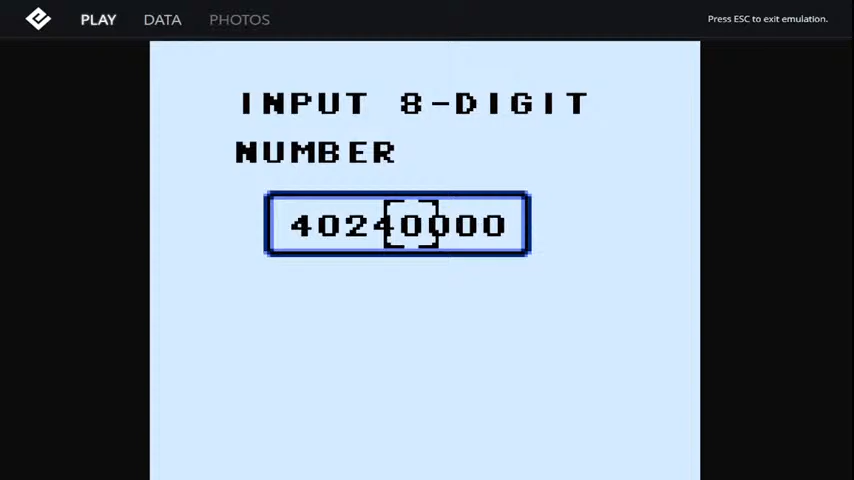 PLAY DATA PHOTOS
Press ESC to exit emulation.
INPUT 8-DIGIT
NUMBER
40240000